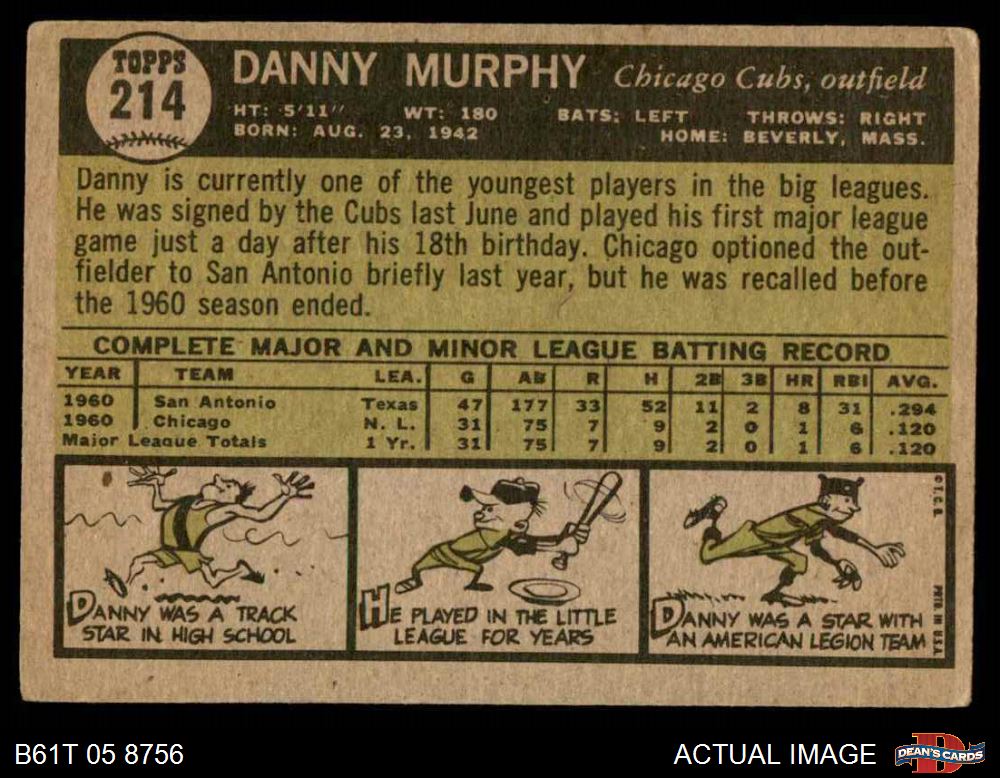 TOPPS
214
DANNY MURPHY Chicago Cubs, outfield
HT: 5'11" WT: 180 BATS: LEFT THROWS: RIGHT
BORN: AUG. 23, 1942 HOME: BEVERLY, MASS.
Danny is currently one of the youngest players in the big leagues.
He was signed by the Cubs last June and played his first major league
game just a day after his 18th birthday. Chicago optioned the out-
fielder to San Antonio briefly last year, but he was recalled before
the 1960 season ended.
COMPLETE MAJOR AND MINOR LEAGUE BATTING RECORD
YEAR TEAM LEA. G AB R H 2B 3B HR RBI AVG.
1960 San Antonio Texas 47 177 33 52 11 2 8 31 .294
1960 Chicago N. L. 31 75 7 9 2 0 1 6 .120
Major League Totals 1 Yr. 31 75 7 9 2 0 1 6 .120
DANNY WAS A TRACK
STAR IN HIGH SCHOOL
HE PLAYED IN THE LITTLE
LEAGUE FOR YEARS
DANNY WAS A STAR WITH
AN AMERICAN LEGION TEAM
© T. C. G.
PRTD. IN U.S.A.
B61T 05 8756
ACTUAL IMAGE
DEAN'S CARDS